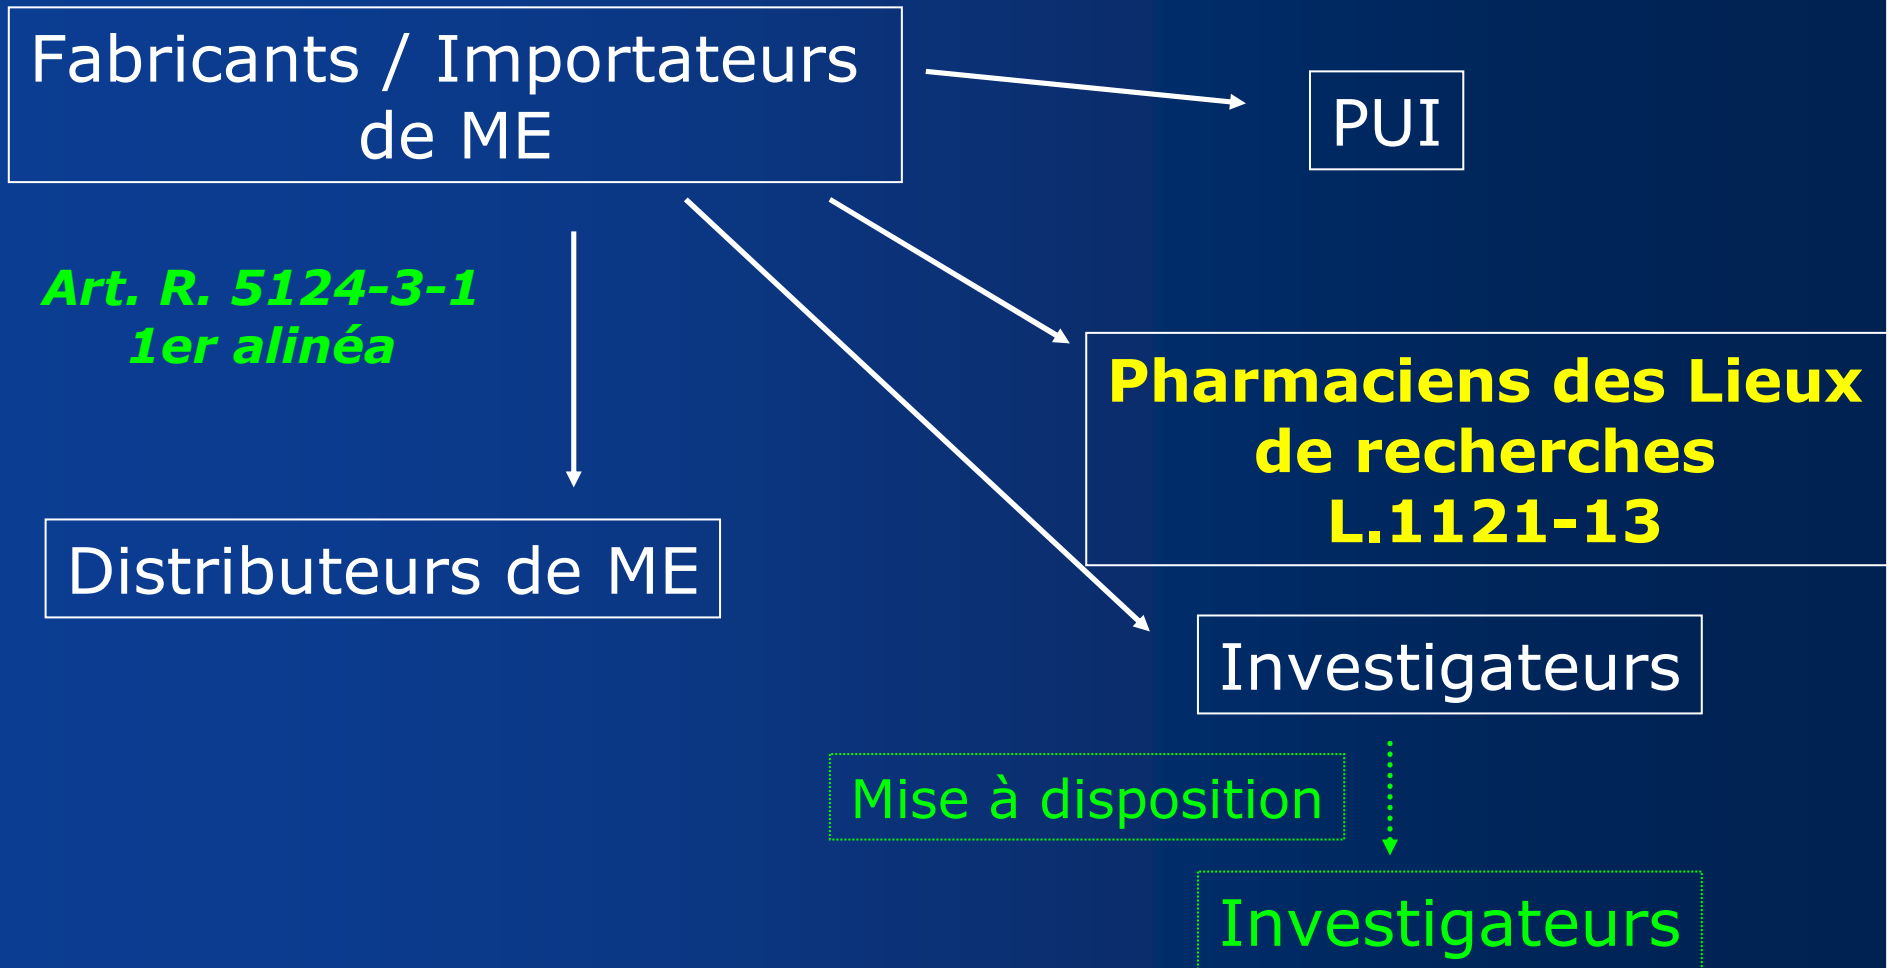 Fabricants / Importateurs
de ME
PUI
Art. R. 5124-3-1
1er alinéa
Pharmaciens des Lieux
de recherches
L.1121-13
Distributeurs de ME
Investigateurs
Mise à disposition
Investigateurs